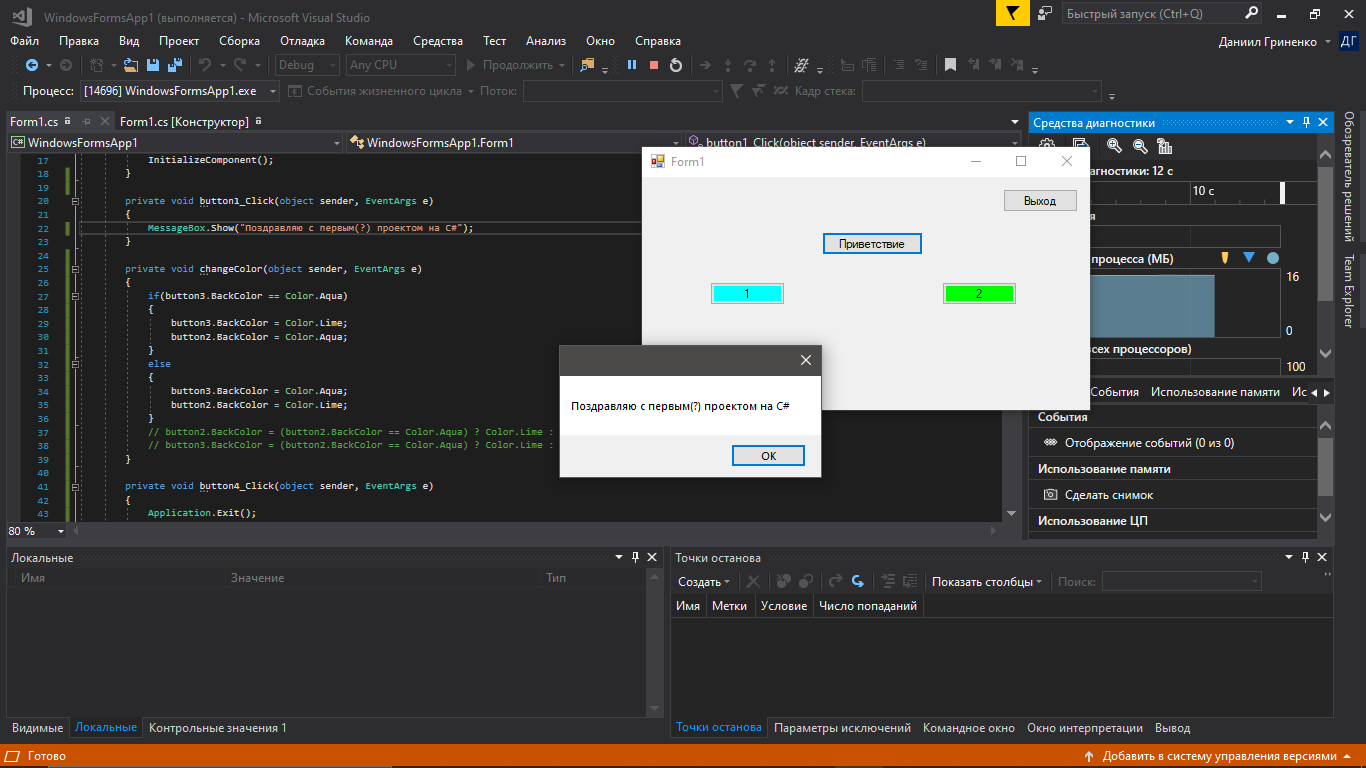 WindowsFormsApp1 (выполняется) - Microsoft Visual Studio
Быстрый запуск (Ctrl+Q)
Файл Правка Вид Проект Сборка Отладка Команда Средства Тест Анализ Окно Справка
Даниил Гриненко ДГ
Debug Any CPU Продолжить
Процесс: [14696] WindowsFormsApp1.exe События жизненного цикла Поток: Кадр стека:
Form1.cs Form1.cs [Конструктор]
C# WindowsFormsApp1 WindowsFormsApp1.Form1 button1_Click(object sender, EventArgs e)
17 InitializeComponent();
18 }
19
20 private void button1_Click(object sender, EventArgs e)
21 {
22 MessageBox.Show("Поздравляю с первым(?) проектом на C#");
23 }
24
25 private void changeColor(object sender, EventArgs e)
26 {
27 if(button3.BackColor == Color.Aqua)
28 {
29 button3.BackColor = Color.Lime;
30 button2.BackColor = Color.Aqua;
31 }
32 else
33 {
34 button3.BackColor = Color.Aqua;
35 button2.BackColor = Color.Lime;
36 }
37 // button2.BackColor = (button2.BackColor == Color.Aqua) ? Color.Lime :
38 // button3.BackColor = (button2.BackColor == Color.Aqua) ? Color.Lime :
39 }
40
41 private void button4_Click(object sender, EventArgs e)
42 {
43 Application.Exit();
80 %
Form1
Выход
Приветствие
1
2
Поздравляю с первым(?) проектом на C#
OK
Средства диагностики
агностики: 12 с
10 с
процесса (МБ)
16
0
сех процессоров)
100
События Использование памяти Ис
События
Отображение событий (0 из 0)
Использование памяти
Сделать снимок
Использование ЦП
Обозреватель решений
Team Explorer
Локальные
Имя Значение Тип
Видимые Локальные Контрольные значения 1
Точки останова
Создать Показать столбцы Поиск:
Имя Метки Условие Число попаданий
Точки останова Параметры исключений Командное окно Окно интерпретации Вывод
Готово
Добавить в систему управления версиями